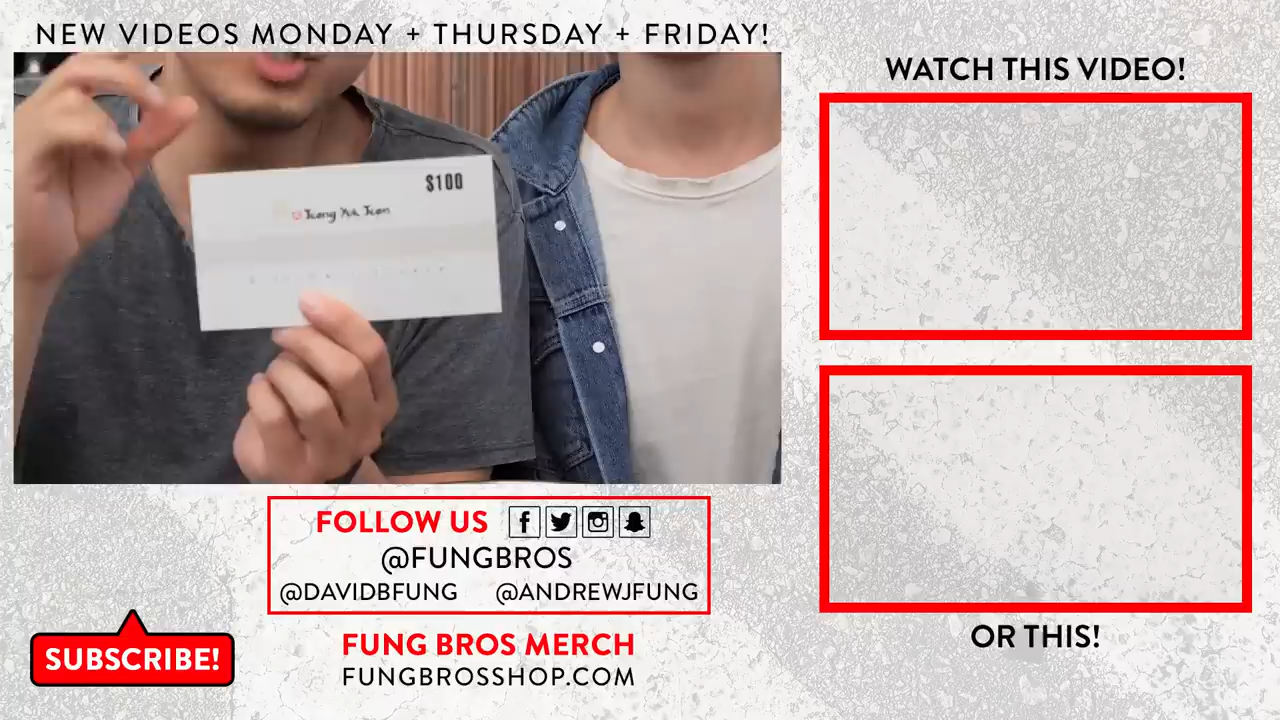 NEW VIDEOS MONDAY + THURSDAY + FRIDAY!
$100
WATCH THIS VIDEO!
FOLLOW US
@FUNGBROS
@DAVIDBFUNG @ANDREWJFUNG
SUBSCRIBE!
FUNG BROS MERCH
FUNGBROSSHOP.COM
OR THIS!